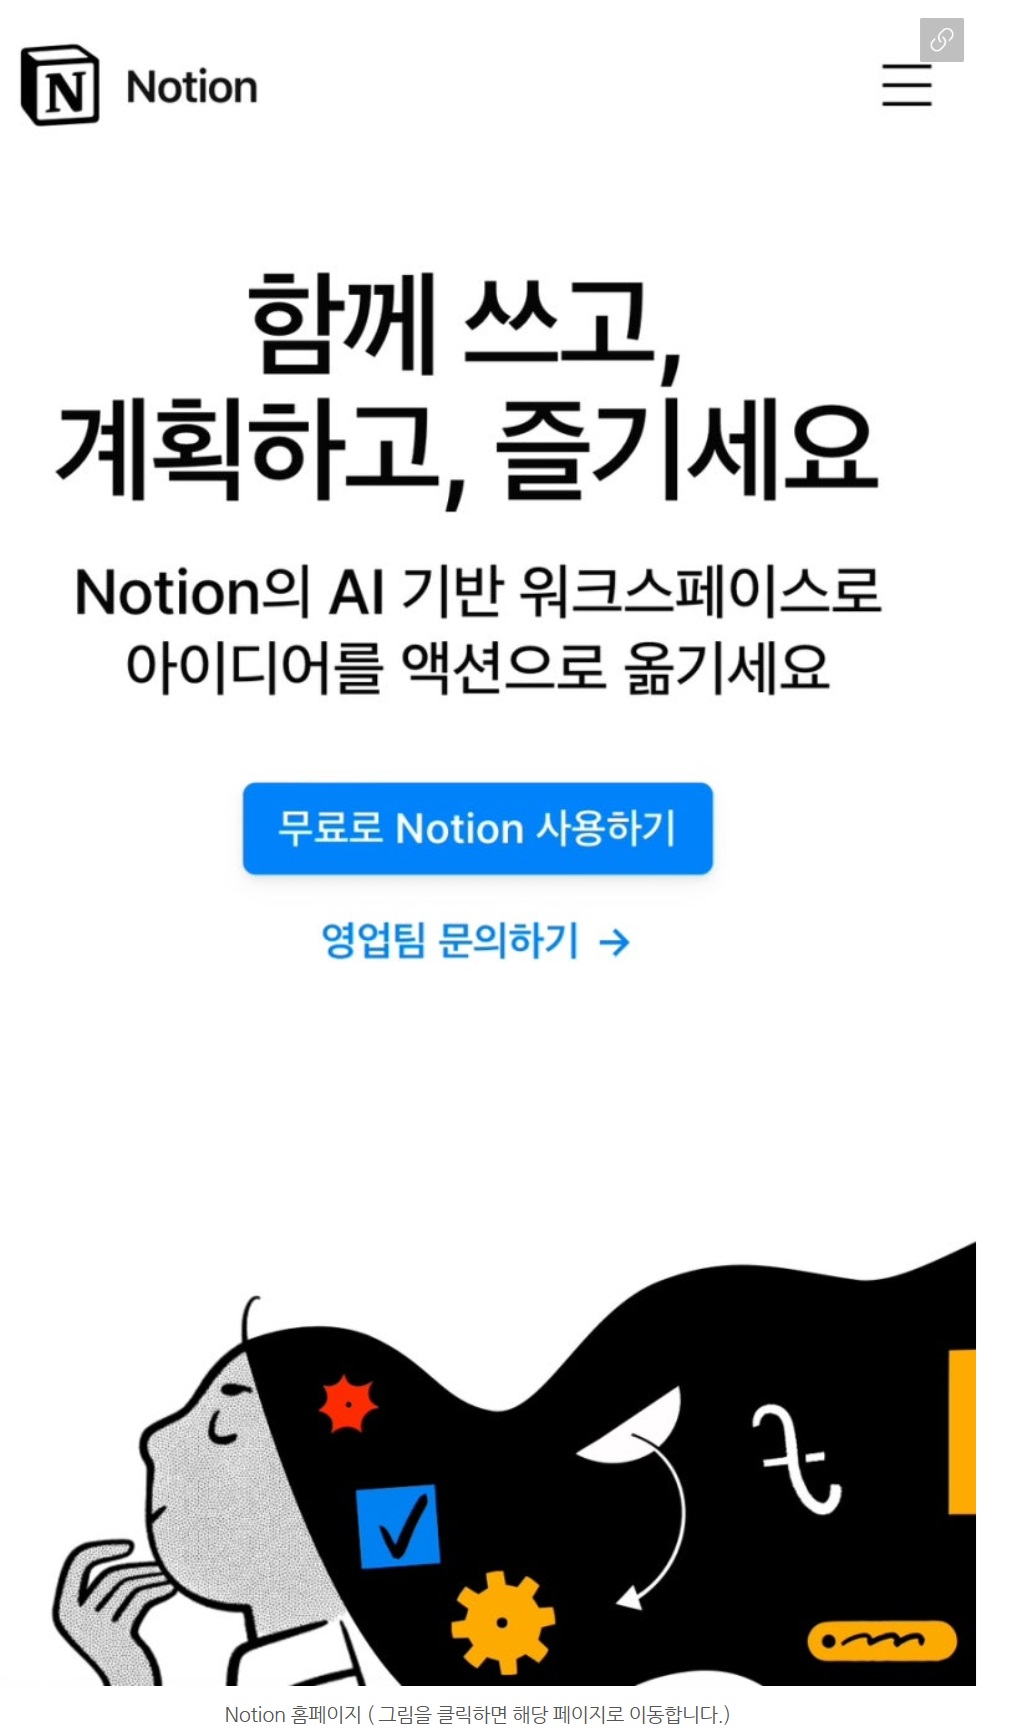 Notion
함께 쓰고,
계획하고, 즐기세요
Notion의 AI 기반 워크스페이스로
아이디어를 액션으로 옮기세요
무료로 Notion 사용하기
영업팀 문의하기 →
Notion 홈페이지 ( 그림을 클릭하면 해당 페이지로 이동합니다.)